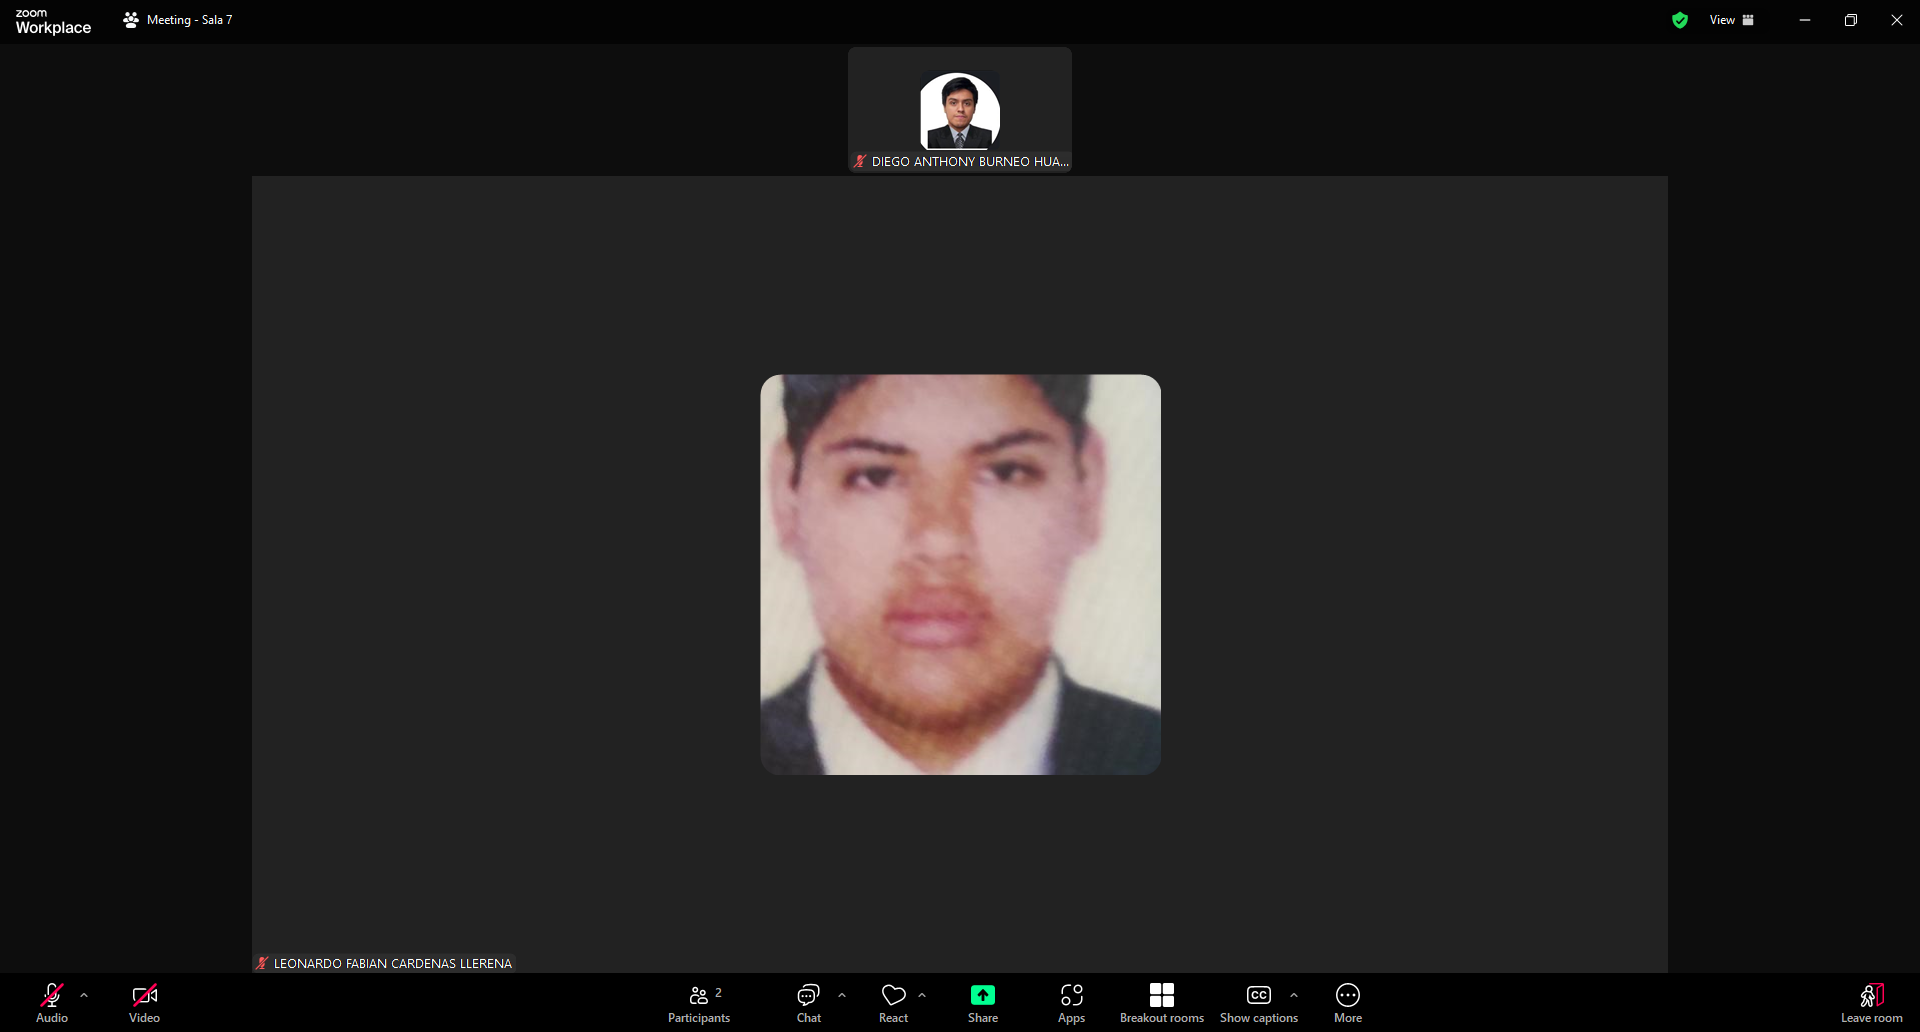 zoom
Workplace
Meeting - Sala 7
View
DIEGO ANTHONY BURNEO HUA...
LEONARDO FABIAN CARDENAS LLERENA
Audio
Video
2
Participants
Chat
React
Share
Apps
Breakout rooms
CC
Show captions
More
Leave room